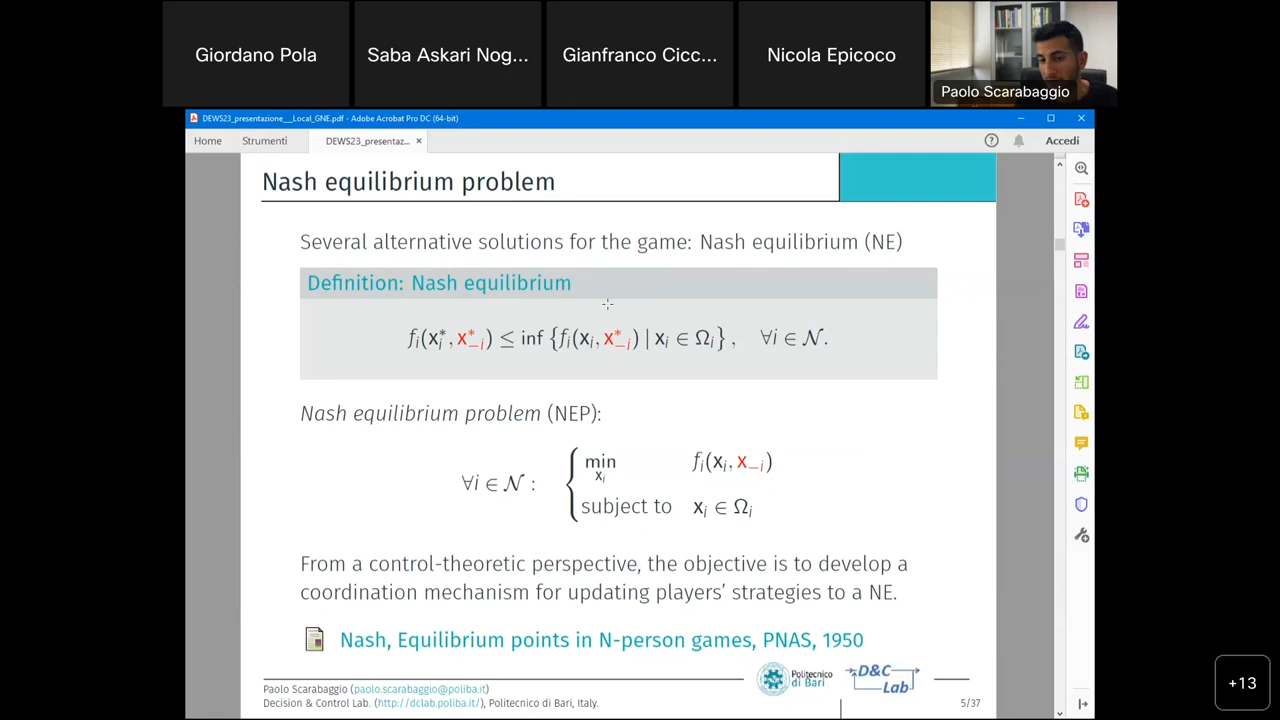 Giordano Pola
Saba Askari Nog...
Gianfranco Cicc...
Nicola Epicoco
Paolo Scarabaggio
DEWS23_presentazione__Local_GNE.pdf - Adobe Acrobat Pro DC (64-bit)
Home
Strumenti
DEWS23_presentaz...
Accedi
Nash equilibrium problem
Several alternative solutions for the game: Nash equilibrium (NE)
Definition: Nash equilibrium
fᵢ(xᵢ*, x₋ᵢ*) ≤ inf {fᵢ(xᵢ, x₋ᵢ*) | xᵢ ∈ Ωᵢ}, ∀i ∈ 𝒩.
Nash equilibrium problem (NEP):
∀i ∈ 𝒩 : { min xᵢ fᵢ(xᵢ, x₋ᵢ)
subject to xᵢ ∈ Ωᵢ
From a control-theoretic perspective, the objective is to develop a
coordination mechanism for updating players' strategies to a NE.
Nash, Equilibrium points in N-person games, PNAS, 1950
Politecnico
di Bari
D&C
Lab
Paolo Scarabaggio (paolo.scarabaggio@poliba.it)
Decision & Control Lab. (http://dclab.poliba.it/), Politecnico di Bari, Italy.
5/37
+13